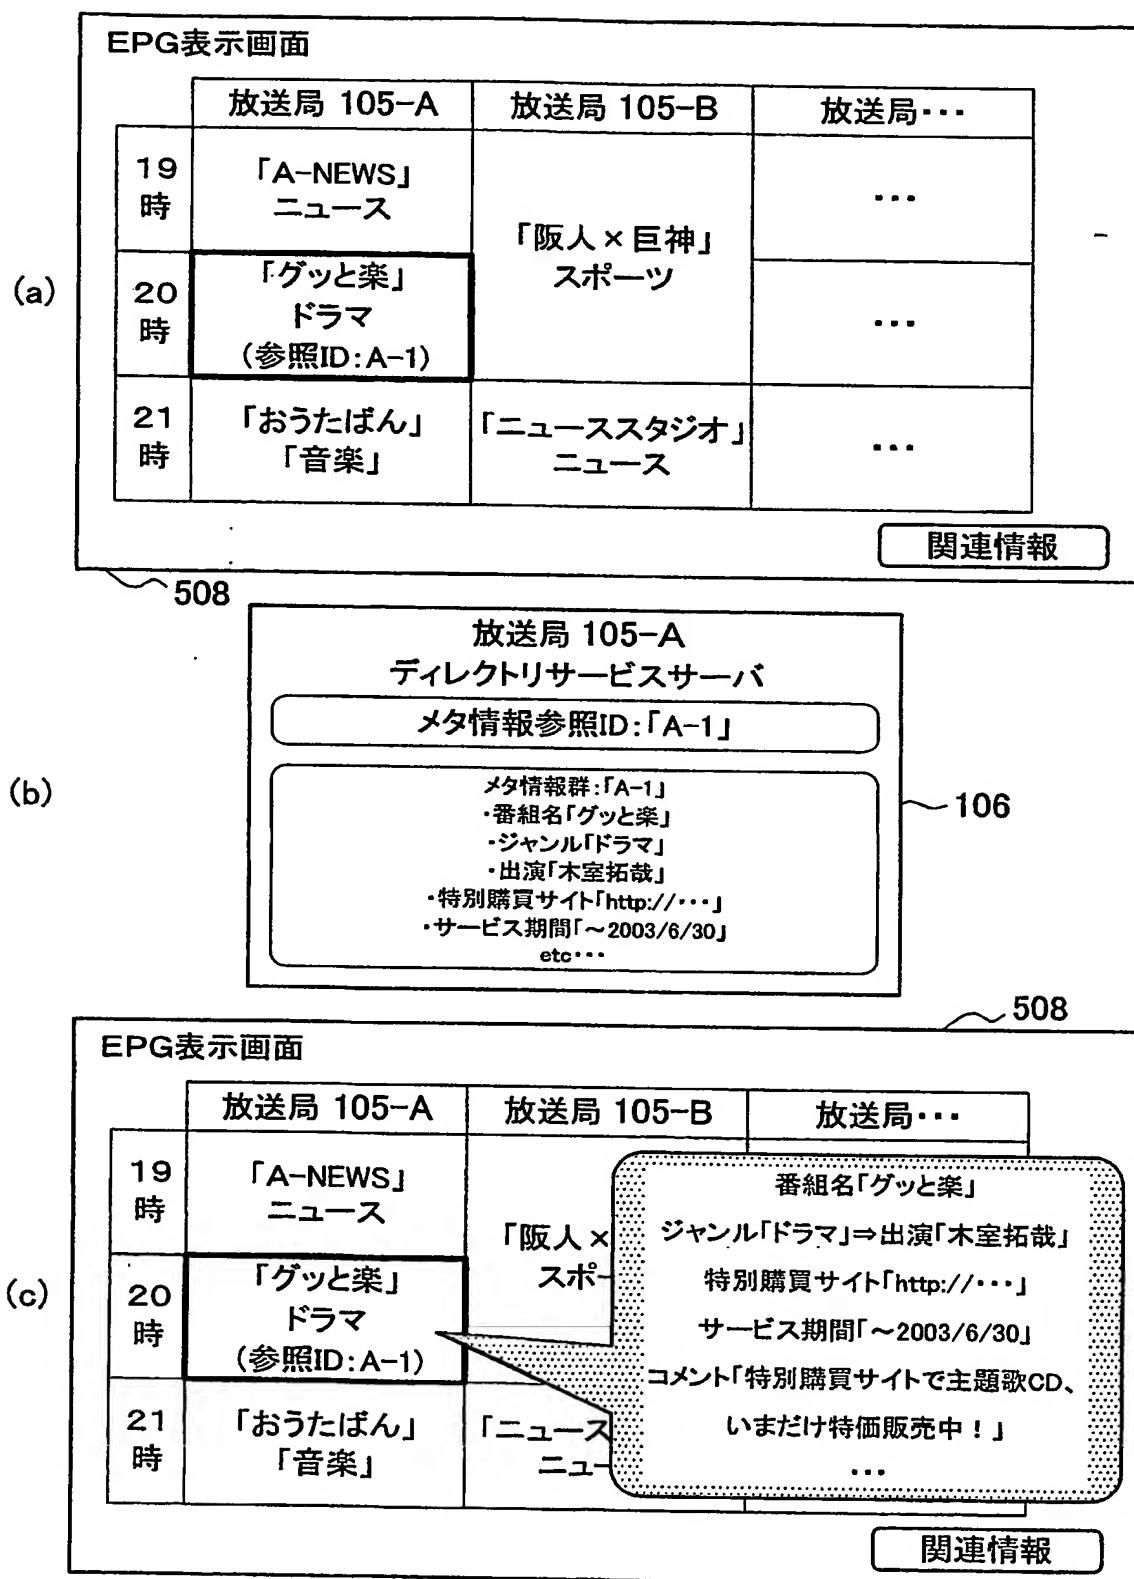 EPG表示画面
放送局 105-A
放送局 105-B
放送局･･･
19時
「A-NEWS」
ニュース
「阪人×巨神」
スポーツ
･･･
(a)
20時
「グッと楽」
ドラマ
(参照ID:A-1)
･･･
21時
「おうたばん」
「音楽」
「ニューススタジオ」
ニュース
･･･
関連情報
508
放送局 105-A
ディレクトリサービスサーバ
メタ情報参照ID:「A-1」
(b)
メタ情報群:「A-1」
・番組名「グッと楽」
・ジャンル「ドラマ」
・出演「木室拓哉」
・特別購買サイト「http://･･･」
・サービス期間「～2003/6/30」
etc･･･
106
508
EPG表示画面
放送局 105-A
放送局 105-B
放送局･･･
19時
「A-NEWS」
ニュース
「阪人×
スポー
(c)
20時
「グッと楽」
ドラマ
(参照ID:A-1)
21時
「おうたばん」
「音楽」
「ニュース
ニュー
番組名「グッと楽」
ジャンル「ドラマ」⇒出演「木室拓哉」
特別購買サイト「http://･･･」
サービス期間「～2003/6/30」
コメント「特別購買サイトで主題歌CD、
いまだけ特価販売中！」
･･･
関連情報